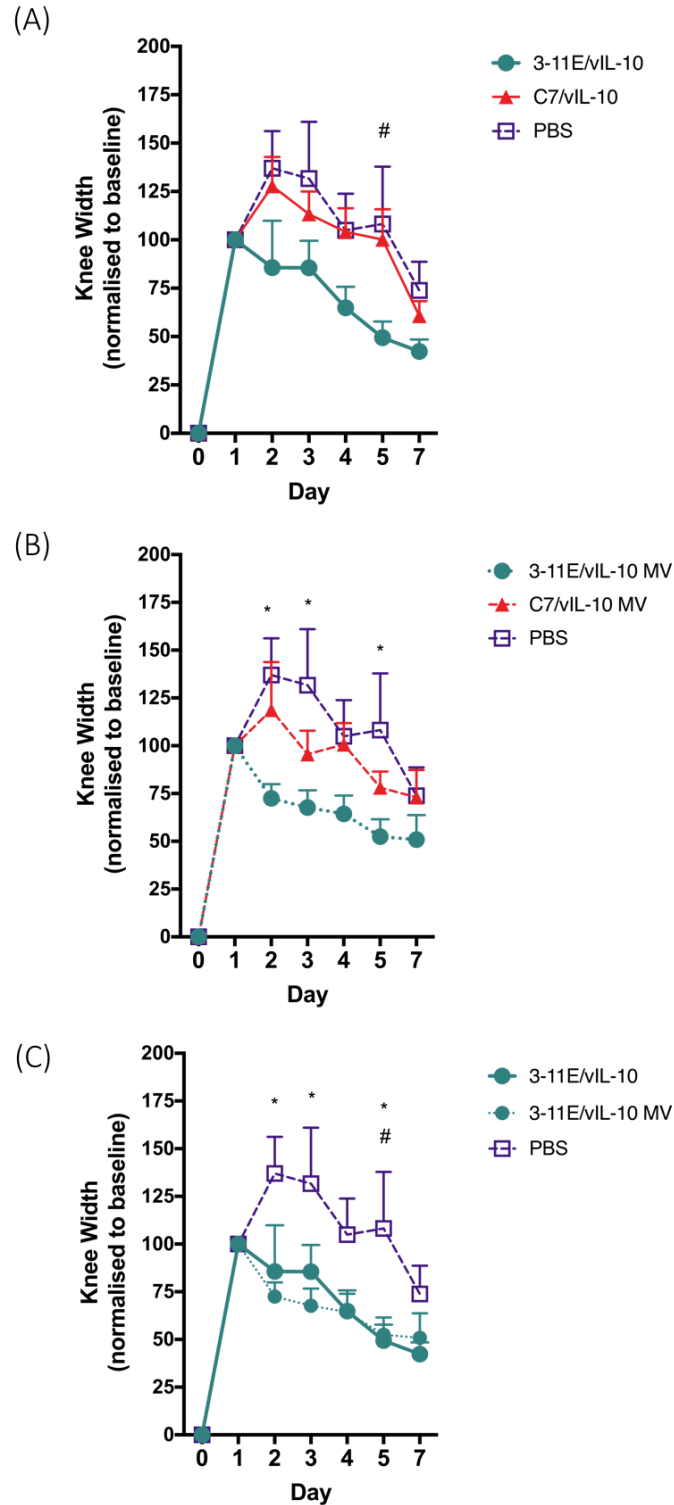 (A)
200
175
150
125
100
75
50
25
0
0 1 2 3 4 5 7
Day
Knee Width
(normalised to baseline)
#
3-11E/vIL-10
C7/vIL-10
PBS
(B)
200
175
150
125
100
75
50
25
0
0 1 2 3 4 5 7
Day
Knee Width
(normalised to baseline)
* * *
3-11E/vIL-10 MV
C7/vIL-10 MV
PBS
(C)
200
175
150
125
100
75
50
25
0
0 1 2 3 4 5 7
Day
Knee Width
(normalised to baseline)
* * *
#
3-11E/vIL-10
3-11E/vIL-10 MV
PBS